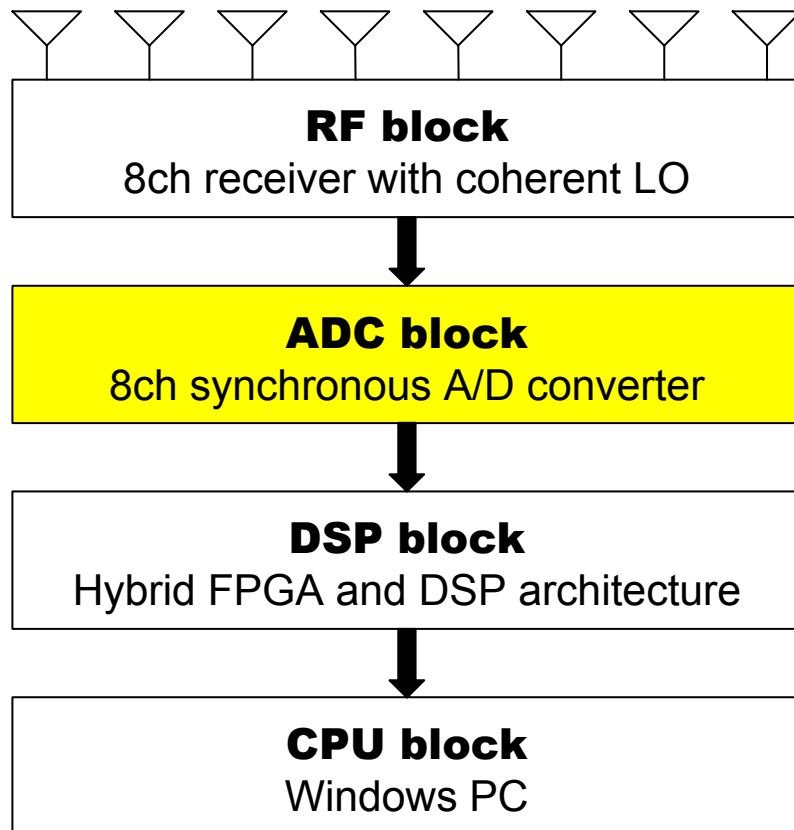 RF block
8ch receiver with coherent LO
ADC block
8ch synchronous A/D converter
DSP block
Hybrid FPGA and DSP architecture
CPU block
Windows PC